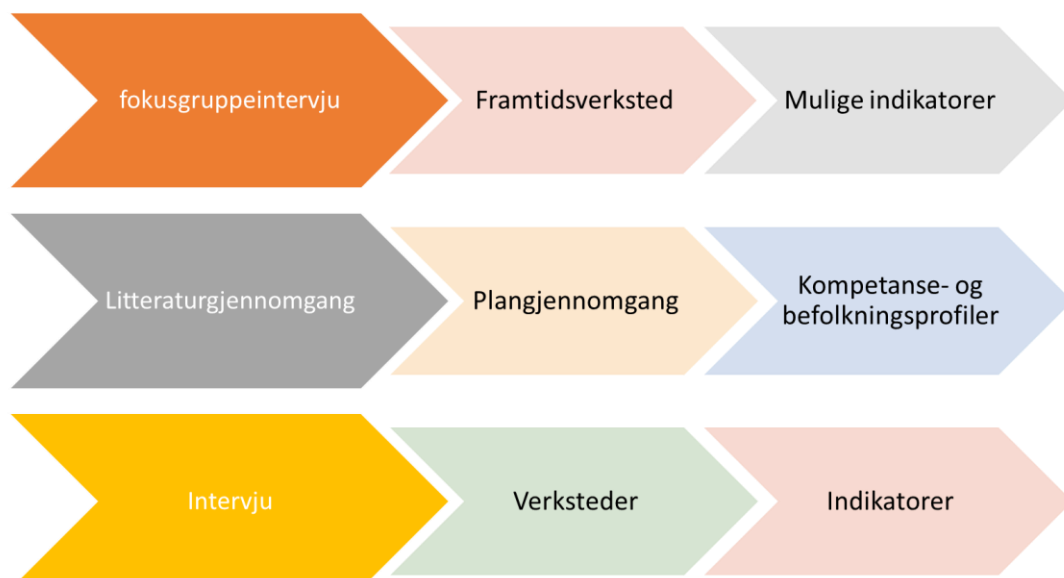 fokusgruppeintervju
Framtidsverksted
Mulige indikatorer
Litteraturgjennomgang
Plangjennomgang
Kompetanse- og
befolkningsprofiler
Intervju
Verksteder
Indikatorer